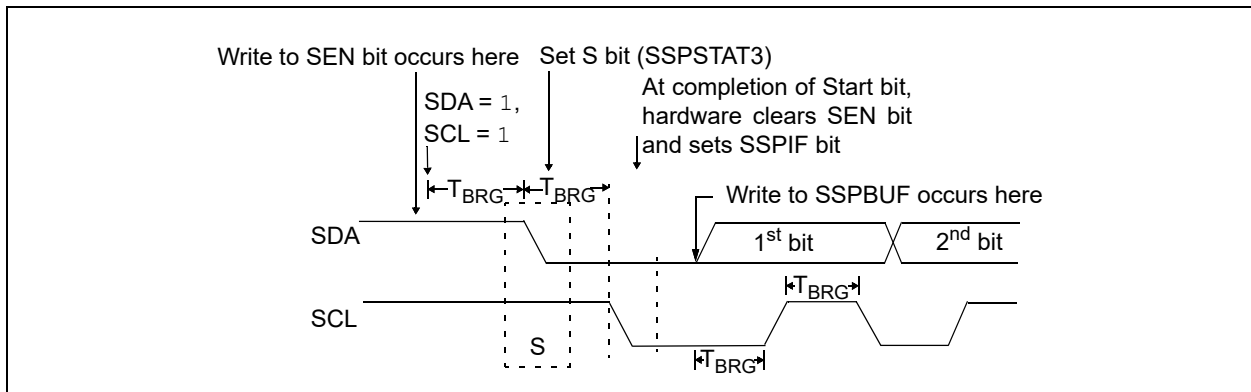 Write to SEN bit occurs here
Set S bit (SSPSTAT3)
SDA = 1,
SCL = 1
At completion of Start bit,
hardware clears SEN bit
and sets SSPIF bit
TBRG
TBRG
Write to SSPBUF occurs here
SDA
1st bit
2nd bit
TBRG
SCL
S
TBRG